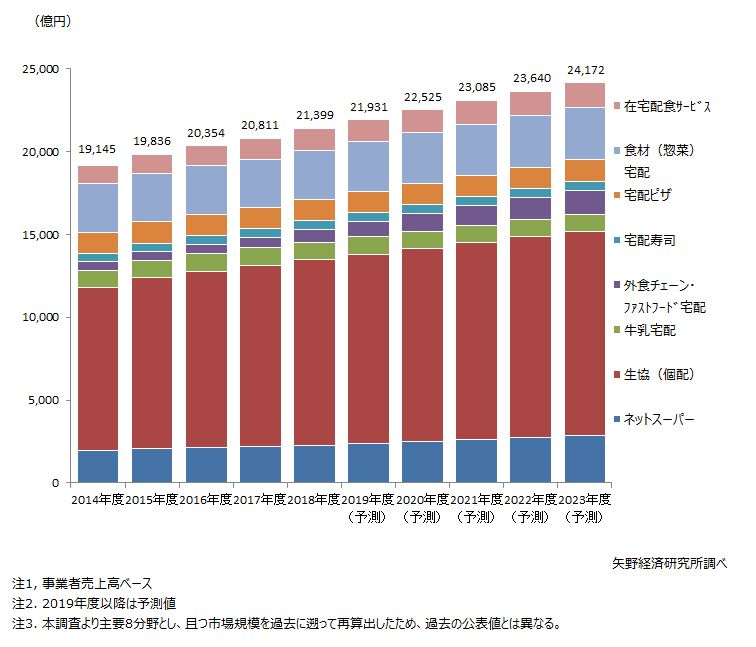 （億円）
25,000
20,000
15,000
10,000
5,000
0
19,145
19,836
20,354
20,811
21,399
21,931
22,525
23,085
23,640
24,172
2014年度
2015年度
2016年度
2017年度
2018年度
2019年度
（予測）
2020年度
（予測）
2021年度
（予測）
2022年度
（予測）
2023年度
（予測）
在宅配食ｻｰﾋﾞｽ
食材（惣菜）
宅配
宅配ピザ
宅配寿司
外食チェーン・
ﾌｧｽﾄﾌｰﾄﾞ宅配
牛乳宅配
生協（個配）
ネットスーパー
矢野経済研究所調べ
注1, 事業者売上高ベース
注2. 2019年度以降は予測値
注3. 本調査より主要8分野とし、且つ市場規模を過去に遡って再算出したため、過去の公表値とは異なる。